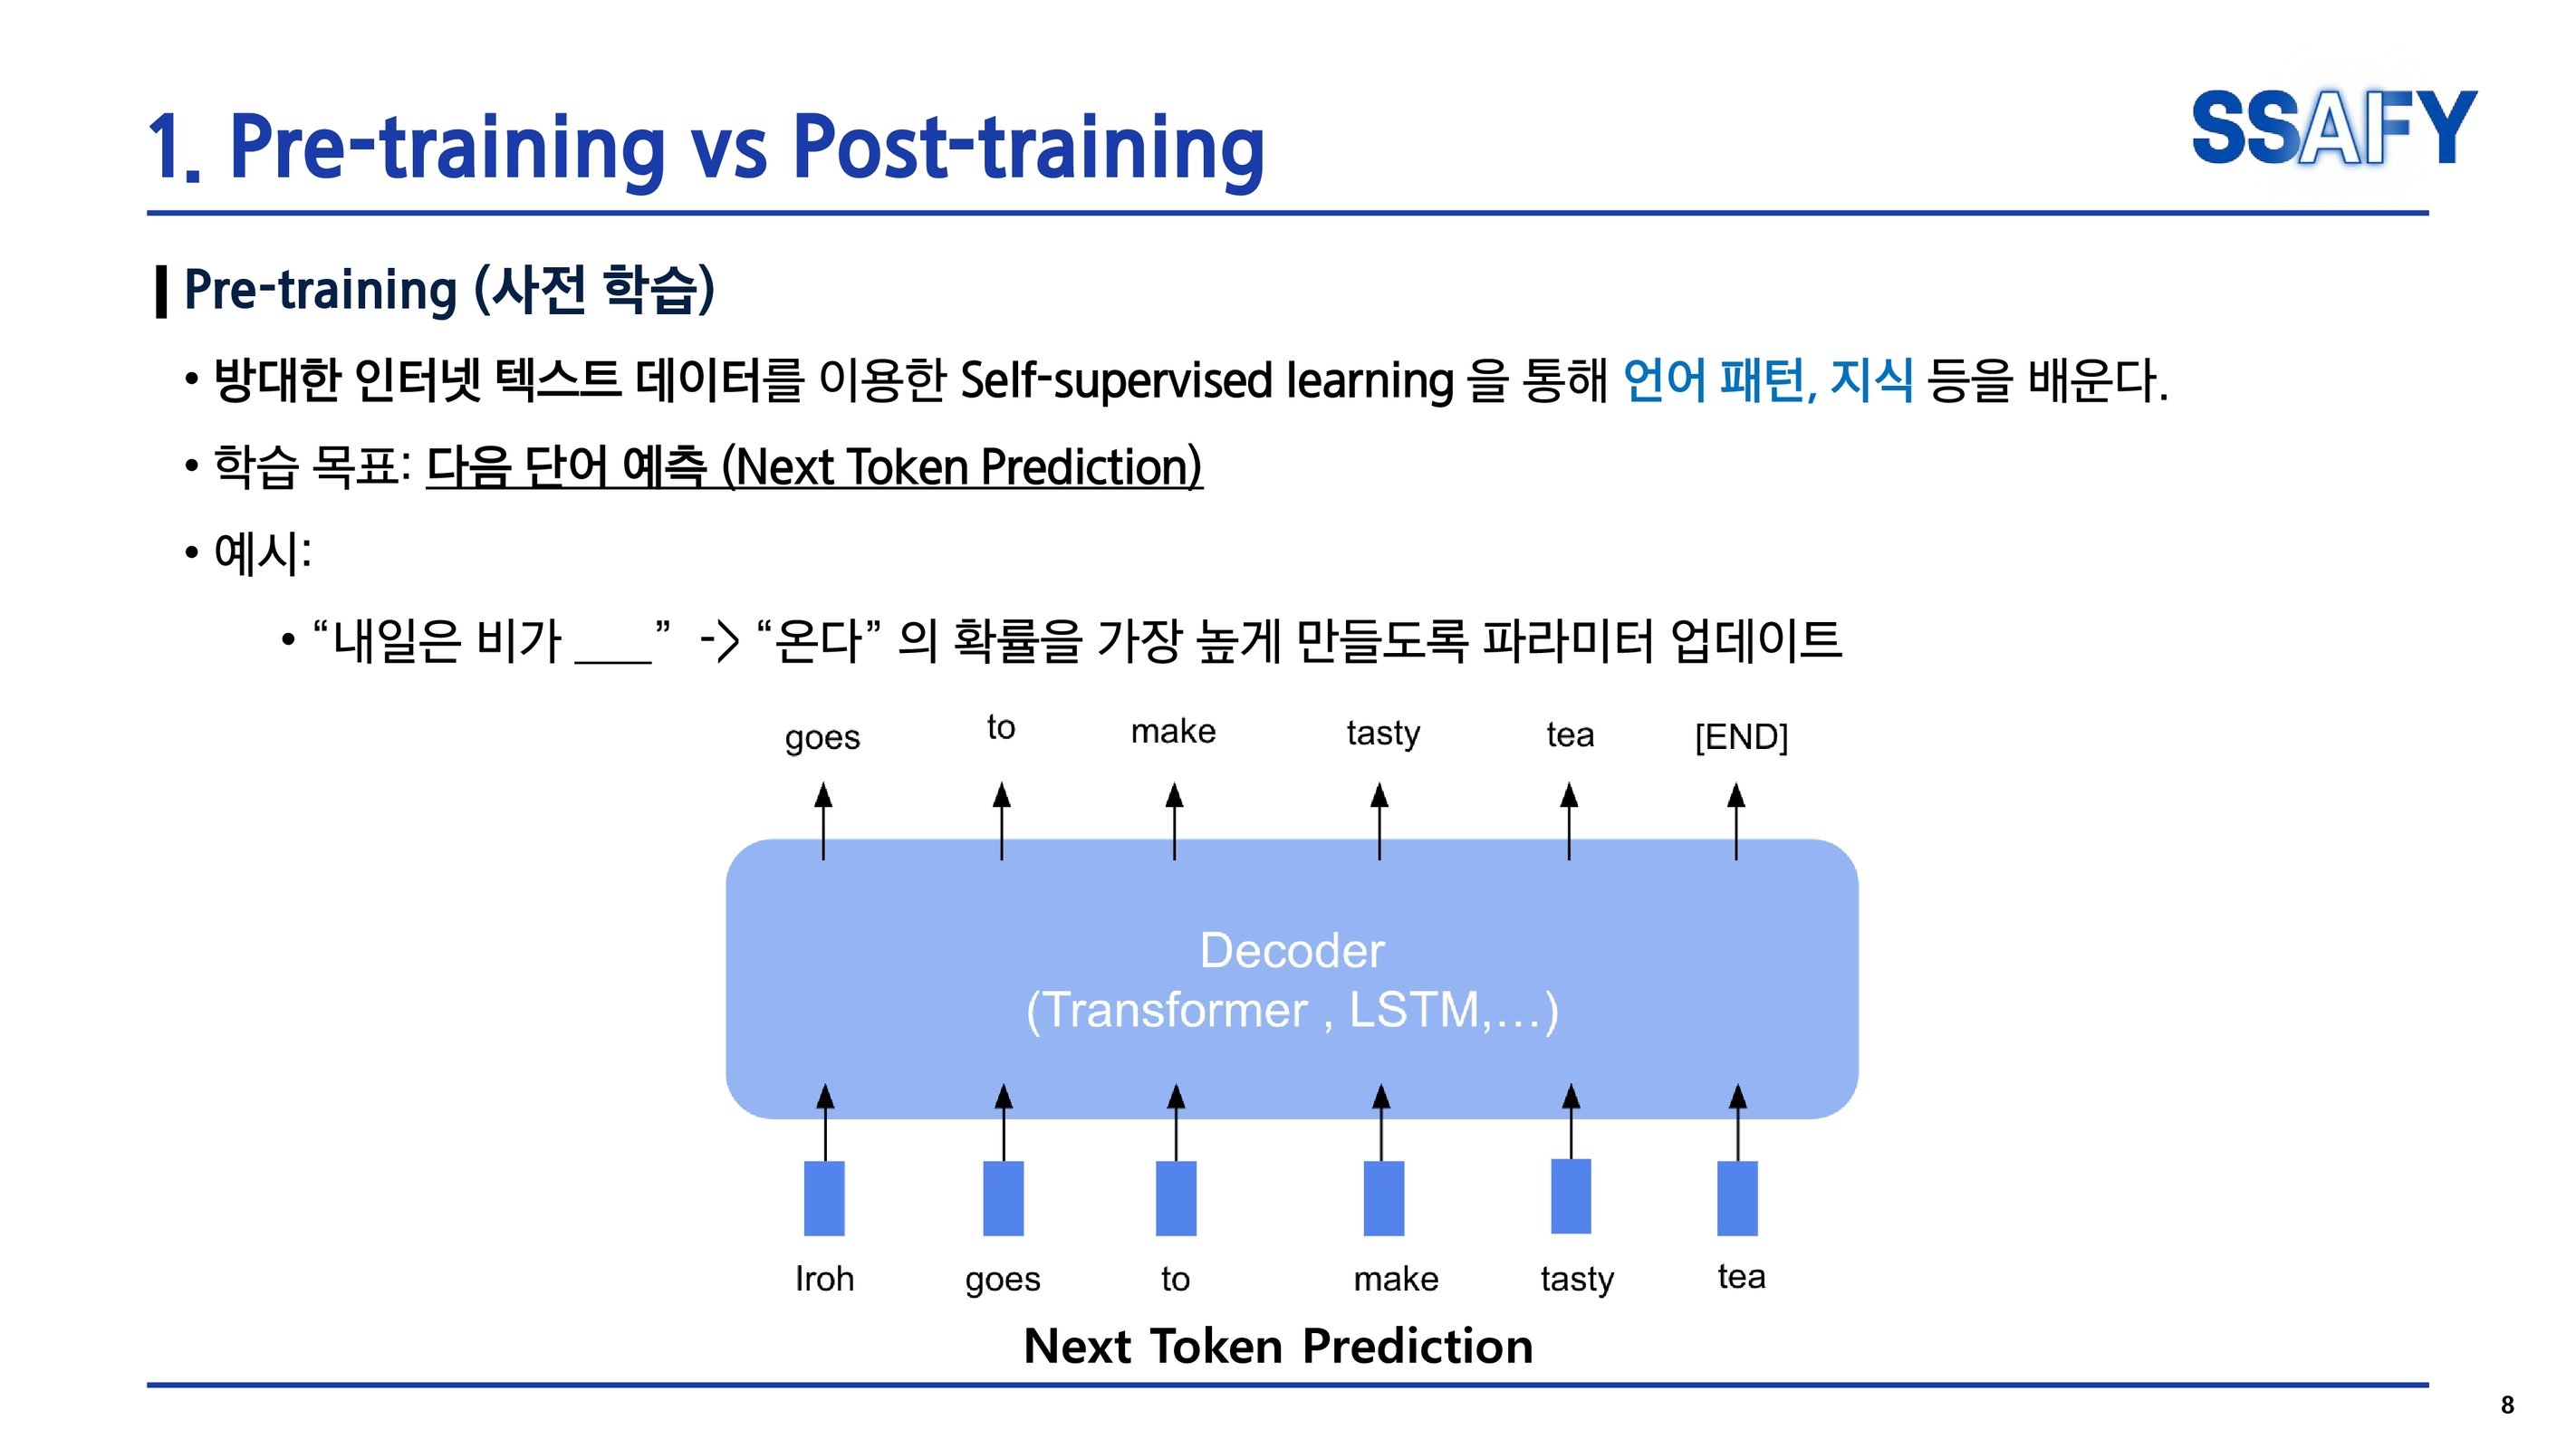 1. Pre-training vs Post-training
SSAFY
Pre-training (사전 학습)
• 방대한 인터넷 텍스트 데이터를 이용한 Self-supervised learning 을 통해 언어 패턴, 지식 등을 배운다.
• 학습 목표: 다음 단어 예측 (Next Token Prediction)
• 예시:
• “내일은 비가 ___” -> “온다” 의 확률을 가장 높게 만들도록 파라미터 업데이트
goes to make tasty tea [END]
Decoder
(Transformer , LSTM,…)
Iroh goes to make tasty tea
Next Token Prediction
8